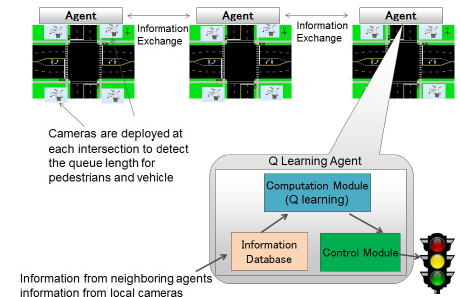 Agent
Agent
Agent
Information
Exchange
Information
Exchange
Cameras are deployed at
each intersection to detect
the queue length for
pedestrians and vehicle
Q Learning Agent
Computation Module
(Q learning)
Information
Database
Control Module
Information from neighboring agents
information from local cameras